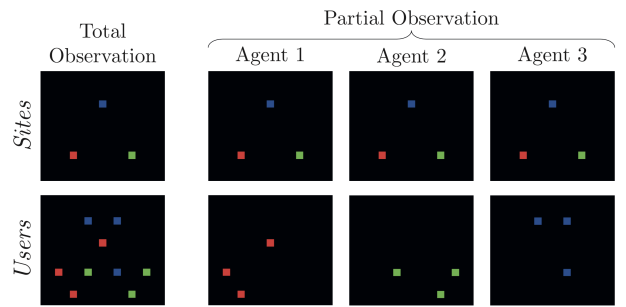 Total
Observation
Partial Observation
Agent 1
Agent 2
Agent 3
Sites
Users